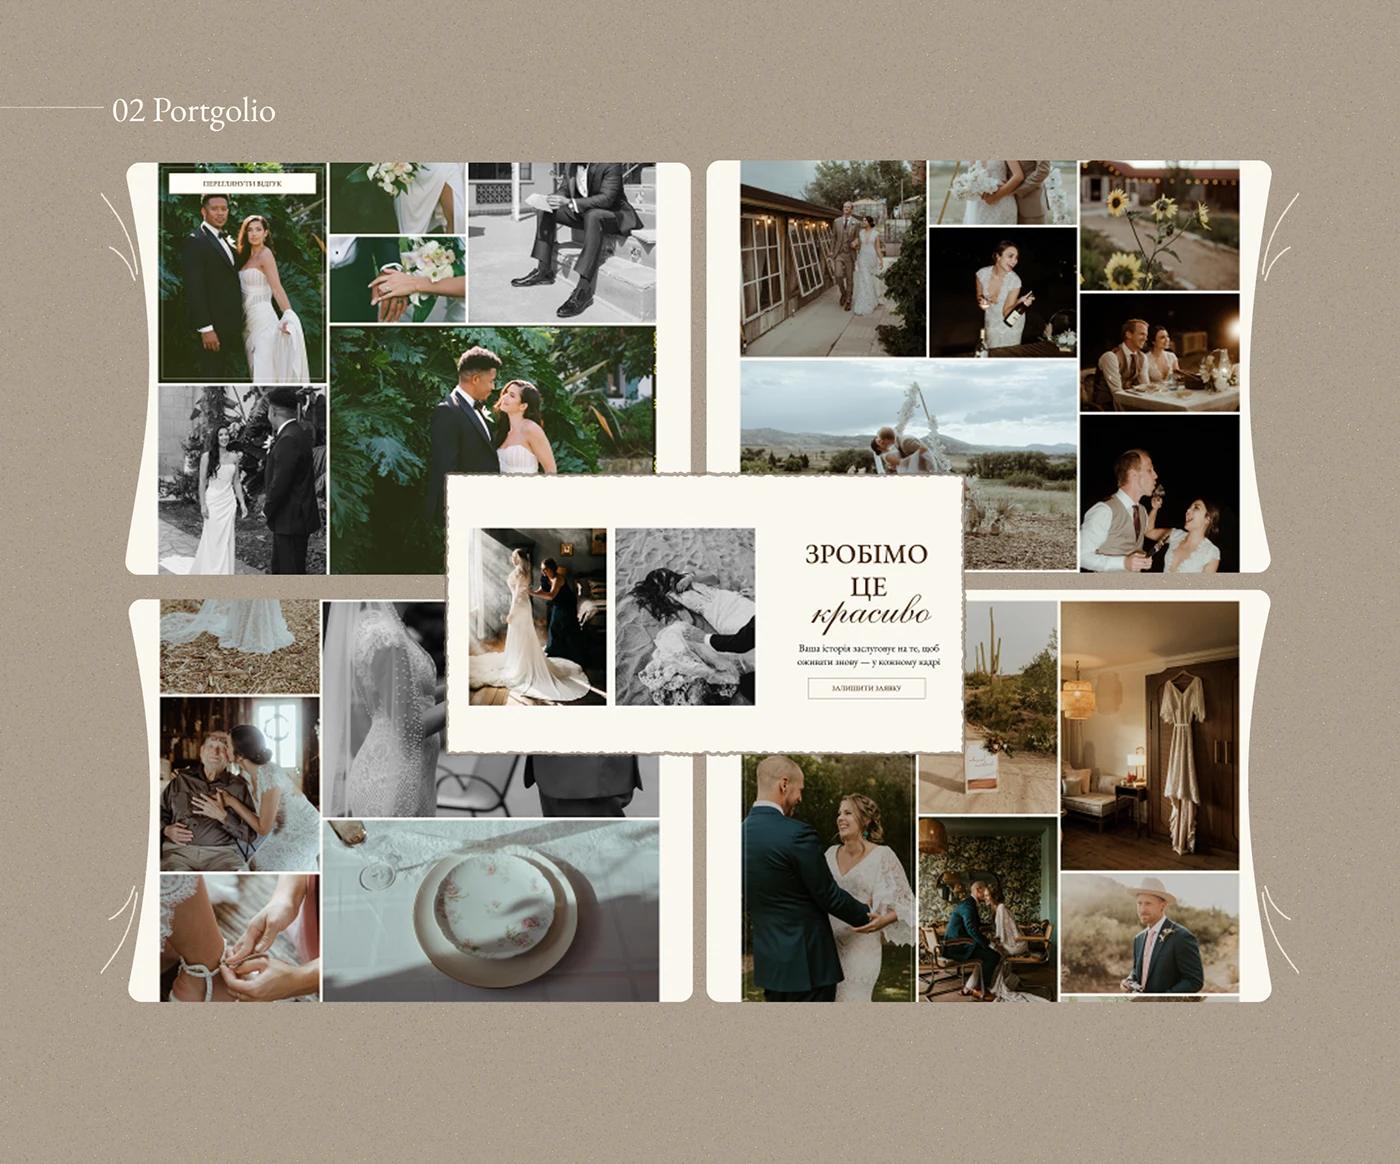 02 Portgolio
ПЕРЕГЛЯНУТИ ВІДГУК
ЗРОБІМО
ЦЕ
красиво
Ваша історія заслуговує на те, щоб
оживати знову — у кожному кадрі
ЗАЛИШИТИ ЗАЯВКУ